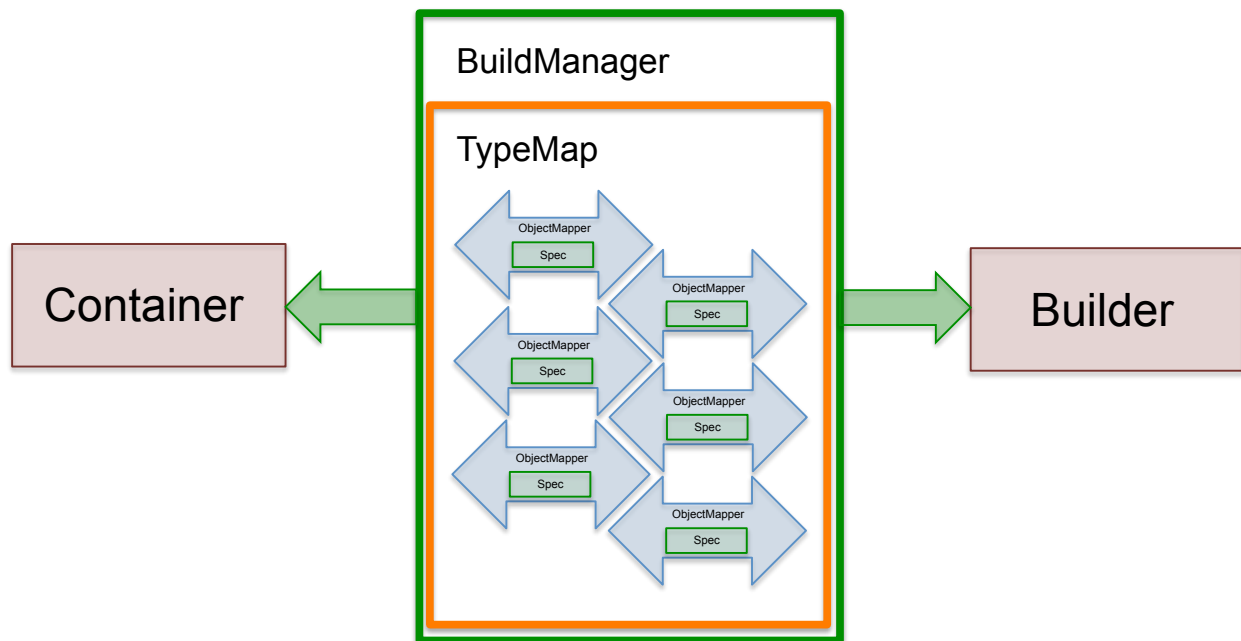 BuildManager
TypeMap
ObjectMapper
Spec
ObjectMapper
Spec
ObjectMapper
Spec
ObjectMapper
Spec
ObjectMapper
Spec
ObjectMapper
Spec
Container
Builder